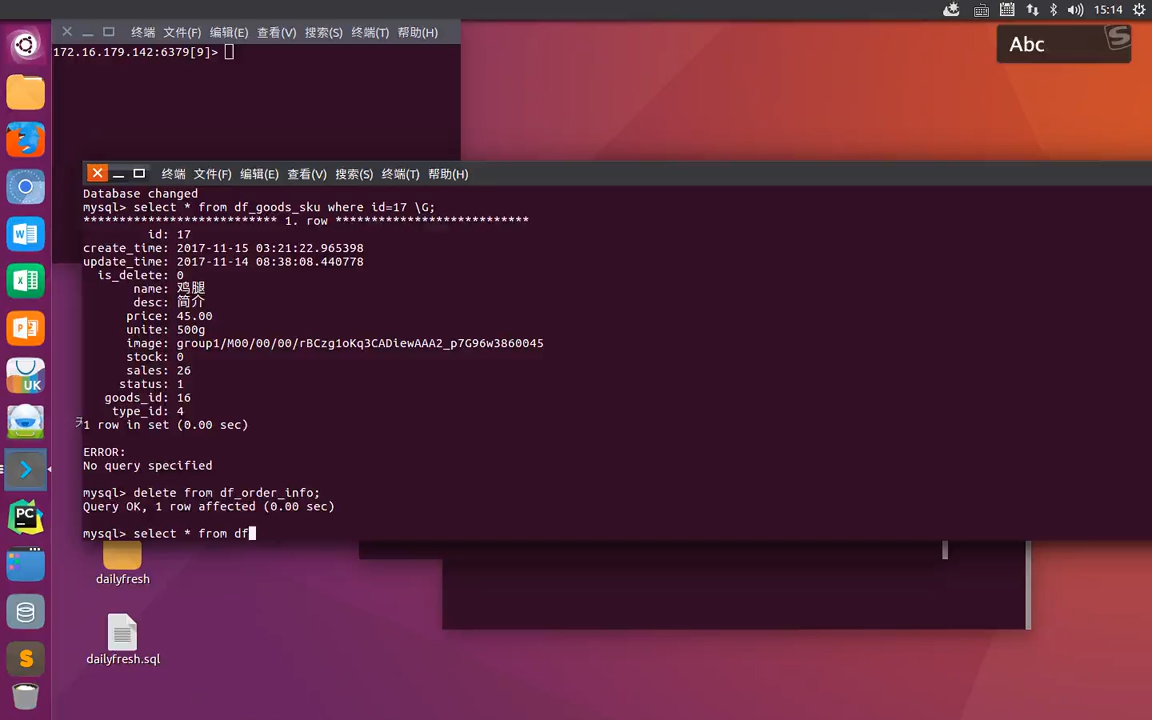 15:14
终端 文件(F) 编辑(E) 查看(V) 搜索(S) 终端(T) 帮助(H)
172.16.179.142:6379[9]>
Abc
S
终端 文件(F) 编辑(E) 查看(V) 搜索(S) 终端(T) 帮助(H)
Database changed
mysql> select * from df_goods_sku where id=17 \G;
*************************** 1. row ***************************
id: 17
create_time: 2017-11-15 03:21:22.965398
update_time: 2017-11-14 08:38:08.440778
is_delete: 0
name: 鸡腿
desc: 简介
price: 45.00
unite: 500g
image: group1/M00/00/00/rBCzg1oKq3CADiewAAA2_p7G96w3860045
stock: 0
sales: 26
status: 1
goods_id: 16
type_id: 4
1 row in set (0.00 sec)
ERROR:
No query specified
mysql> delete from df_order_info;
Query OK, 1 row affected (0.00 sec)
mysql> select * from df
W
X
P
UK
PC
S
dailyfresh
dailyfresh.sql